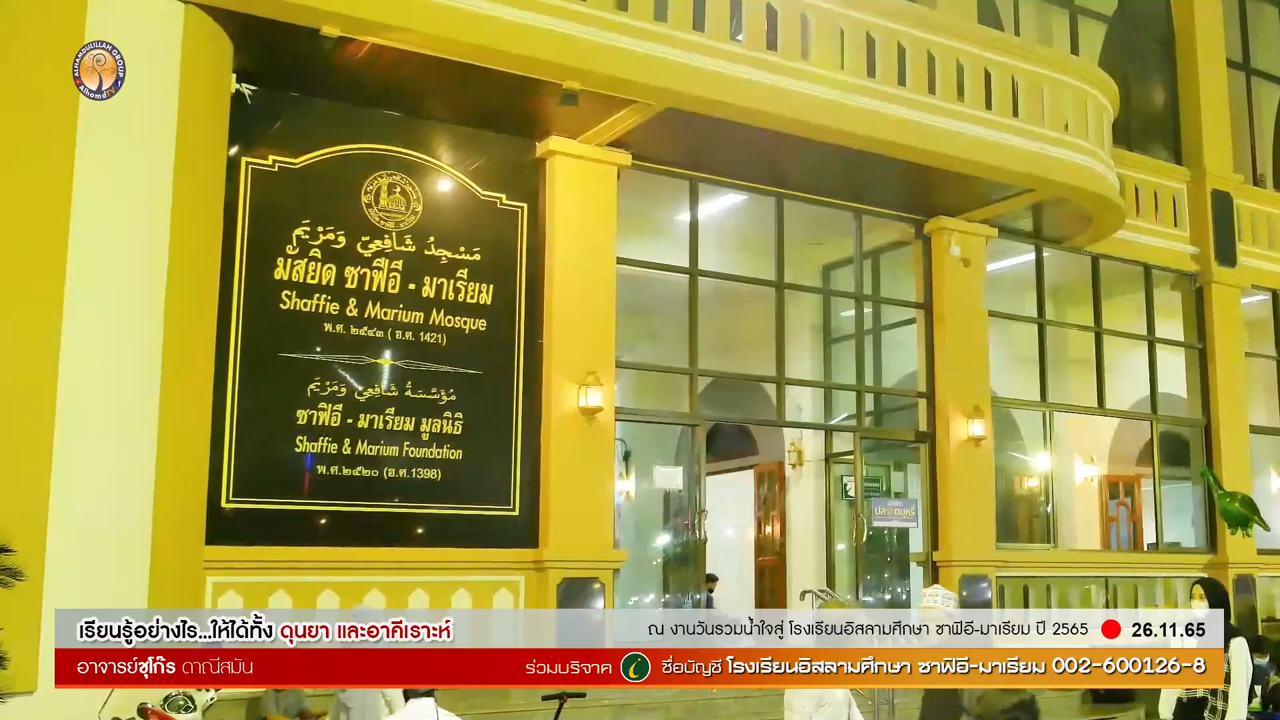 ALHAMDULILLAH GROUP
AlhamdTV
مَسْجِدُ شَافِعِيّ وَمَرْيَم
มัสยิด ซาฟีอี - มาเรียม
Shaffie & Marium Mosque
พ.ศ. ๒๕๔๓ ( ฮ.ศ. 1421)
مُؤَسَّسَةُ شَافِعِيّ وَمَرْيَم
ซาฟีอี - มาเรียม มูลนิธิ
Shaffie & Marium Foundation
พ.ศ.๒๕๒๐ (ฮ.ศ.1398)
เรียนรู้อย่างไร...ให้ได้ทั้ง ดุนยา และอาคีเราะห์
ณ งานวันรวมน้ำใจสู่ โรงเรียนอิสลามศึกษา ซาฟีอี-มาเรียม ปี 2565
26.11.65
อาจารย์ชุโก๊ร ดาณีสมัน
ร่วมบริจาค
ชื่อบัญชี โรงเรียนอิสลามศึกษา ซาฟีอี-มาเรียม 002-600126-8